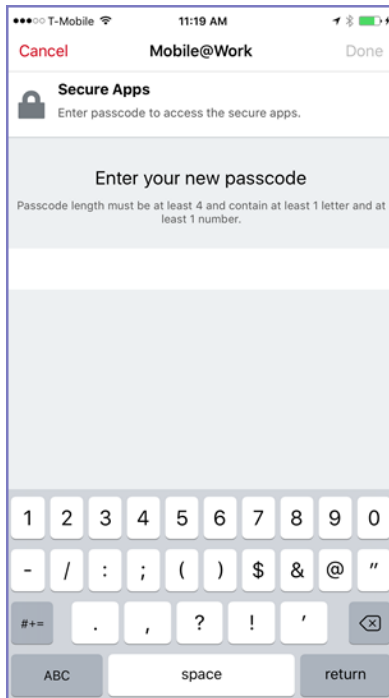 T-Mobile 11:19 AM
Cancel Mobile@Work Done
Secure Apps
Enter passcode to access the secure apps.
Enter your new passcode
Passcode length must be at least 4 and contain at least 1 letter and at
least 1 number.
1 2 3 4 5 6 7 8 9 0
- / : ; ( ) $ & @ "
#+= . , ? ! '
ABC space return